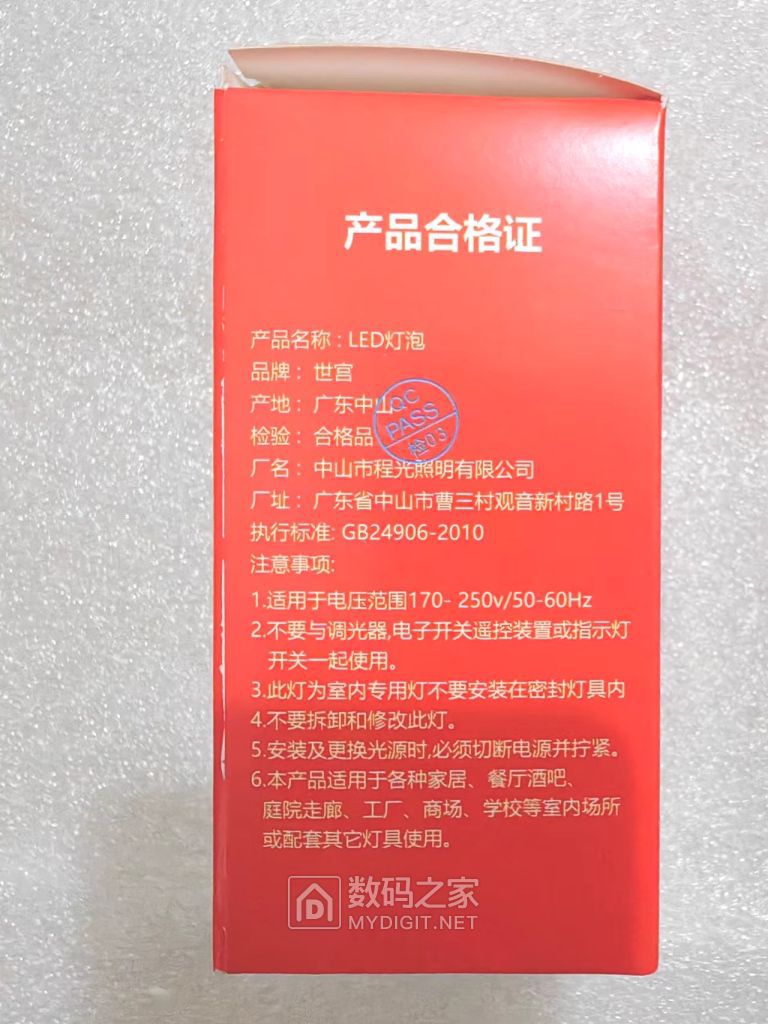 产品合格证
产品名称：LED灯泡
品牌： 世宫
产地： 广东中山
QC
PASS
检03
检验： 合格品
厂名： 中山市程光照明有限公司
厂址： 广东省中山市曹三村观音新村路1号
执行标准: GB24906-2010
注意事项:
1.适用于电压范围170- 250v/50-60Hz
2.不要与调光器,电子开关遥控装置或指示灯
开关一起使用。
3.此灯为室内专用灯不要安装在密封灯具内
4.不要拆卸和修改此灯。
5.安装及更换光源时,必须切断电源并拧紧。
6.本产品适用于各种家居、餐厅酒吧、
庭院走廊、工厂、商场、学校等室内场所
或配套其它灯具使用。
数码之家
MYDIGIT.NET